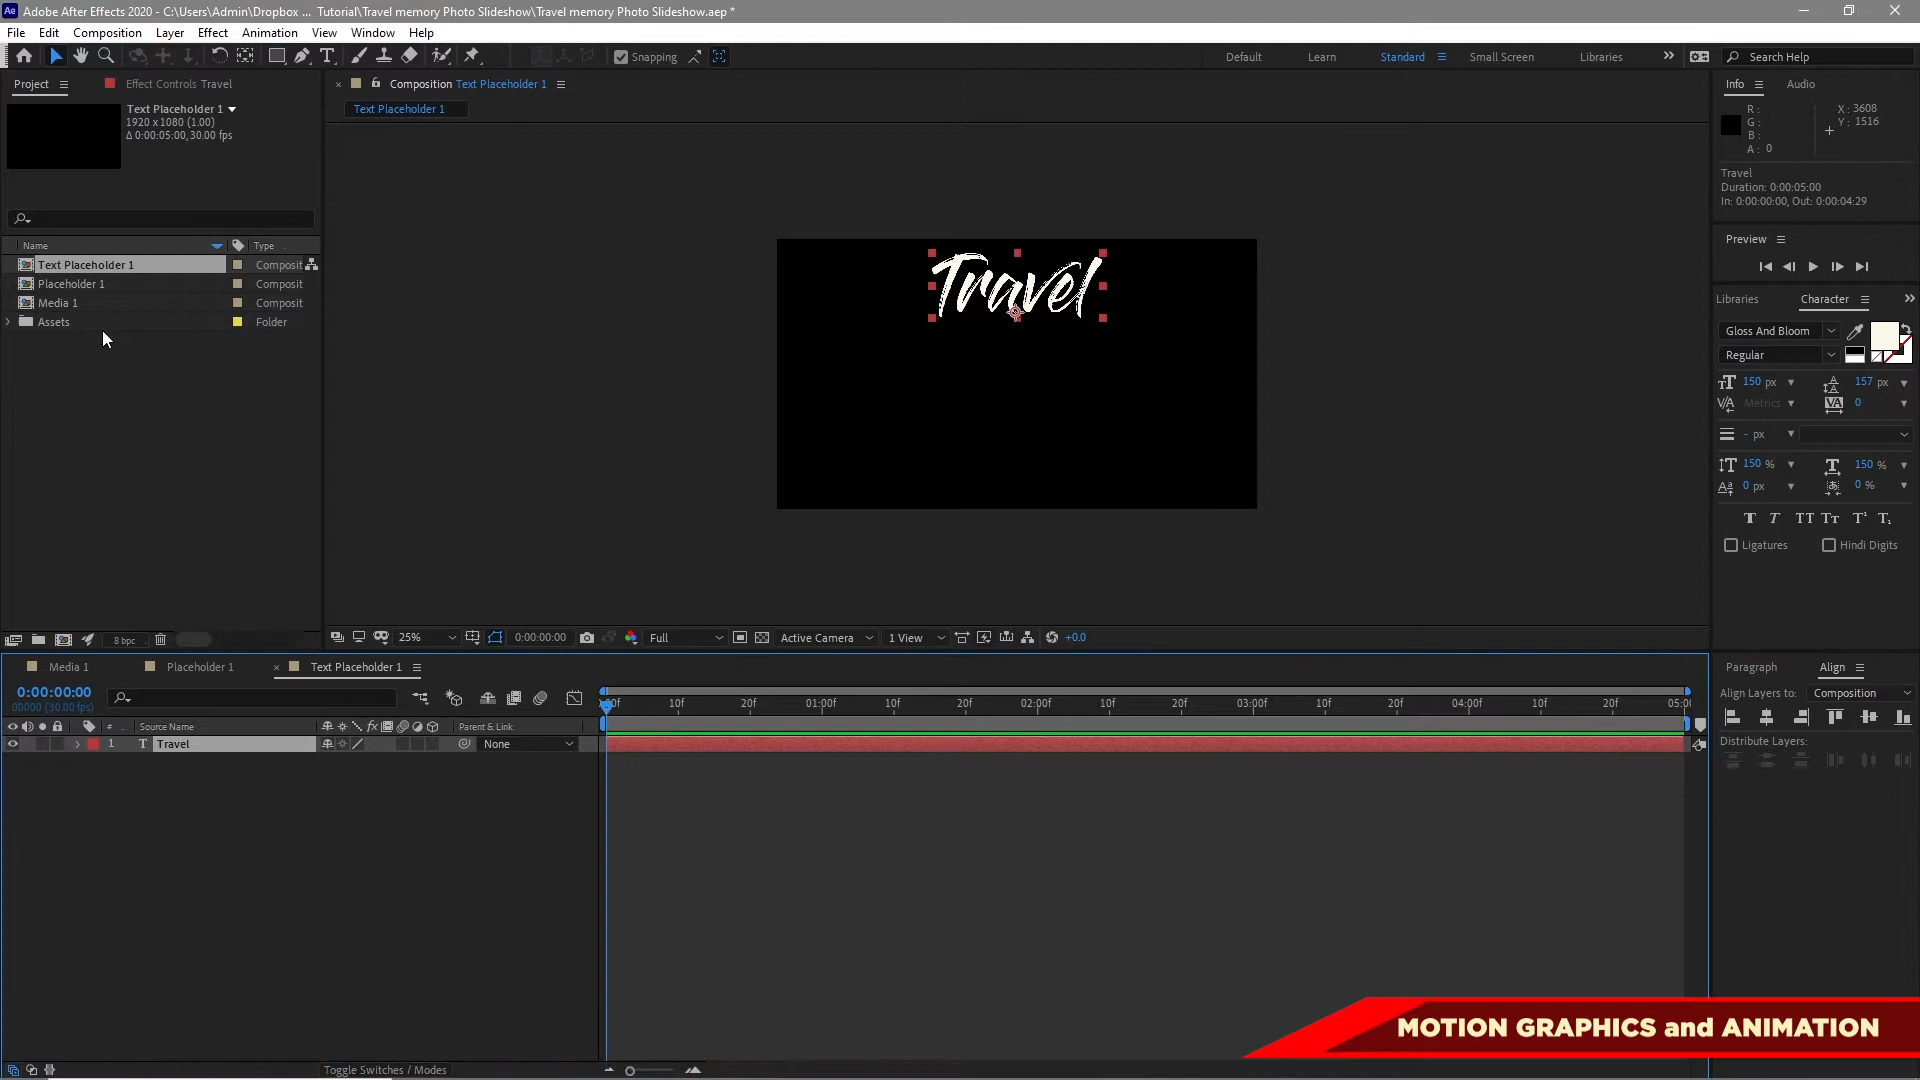 Adobe After Effects 2020 - C:\Users\Admin\Dropbox ... Tutorial\Travel memory Photo Slideshow\Travel memory Photo Slideshow.aep *
File Edit Composition Layer Effect Animation View Window Help
Snapping
Default Learn Standard Small Screen Libraries Search Help
Project Effect Controls Travel
Text Placeholder 1
1920 x 1080 (1.00)
Δ 0:00:05:00, 30.00 fps
Name Type
Text Placeholder 1 Composit
Placeholder 1 Composit
Media 1 Composit
Assets Folder
8 bpc
Composition Text Placeholder 1
Text Placeholder 1
Travel
25% 0:00:00:00 Full Active Camera 1 View +0.0
Info Audio
R: X: 3608
G: Y: 1516
B:
A: 0
Travel
Duration: 0:00:05:00
In: 0:00:00:00, Out: 0:00:04:29
Preview
Libraries Character
Gloss And Bloom
Regular
150 px 157 px
Metrics 0
- px
150 % 150 %
0 px 0 %
T T TT Tt T¹ T₁
Ligatures Hindi Digits
Media 1 Placeholder 1 Text Placeholder 1
0:00:00:00
00000 (30.00 fps)
:00f 10f 20f 01:00f 10f 20f 02:00f 10f 20f 03:00f 10f 20f 04:00f 10f 20f 05:00
# Source Name Parent & Link
1 T Travel None
Toggle Switches / Modes
Paragraph Align
Align Layers to: Composition
Distribute Layers:
MOTION GRAPHICS and ANIMATION